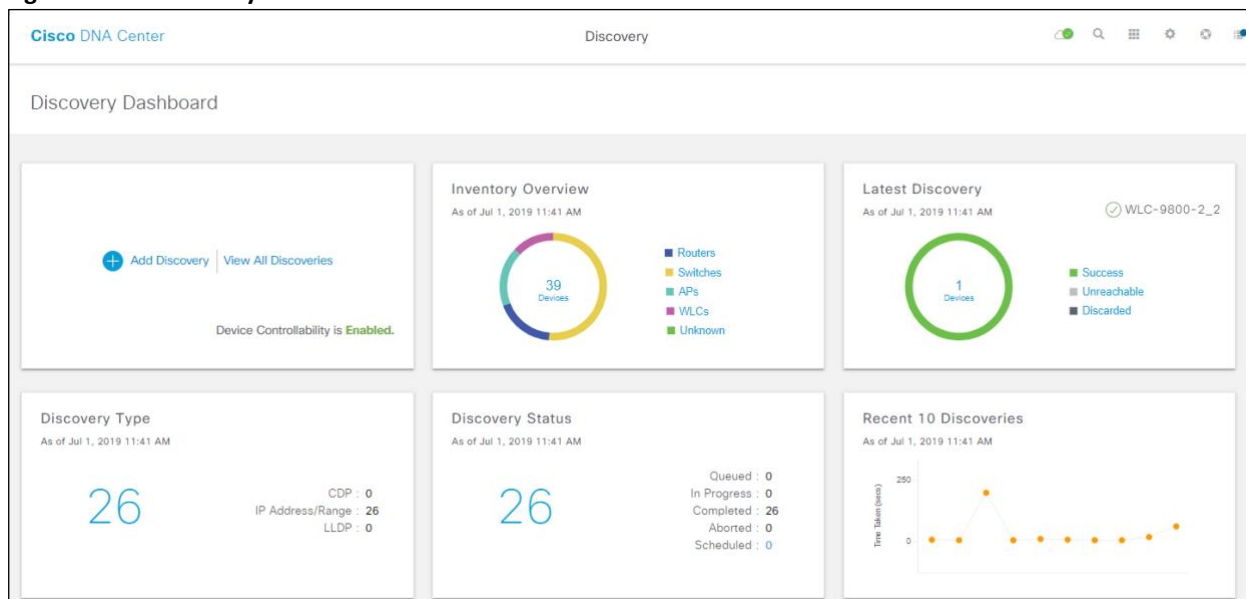 Cisco DNA Center
Discovery
Discovery Dashboard
Add Discovery
View All Discoveries
Device Controllability is Enabled.
Inventory Overview
As of Jul 1, 2019 11:41 AM
39
Devices
Routers
Switches
APs
WLCs
Unknown
Latest Discovery
As of Jul 1, 2019 11:41 AM
WLC-9800-2_2
1
Devices
Success
Unreachable
Discarded
Discovery Type
As of Jul 1, 2019 11:41 AM
26
CDP : 0
IP Address/Range : 26
LLDP : 0
Discovery Status
As of Jul 1, 2019 11:41 AM
26
Queued : 0
In Progress : 0
Completed : 26
Aborted : 0
Scheduled : 0
Recent 10 Discoveries
As of Jul 1, 2019 11:41 AM
Time Taken (secs)
250
0